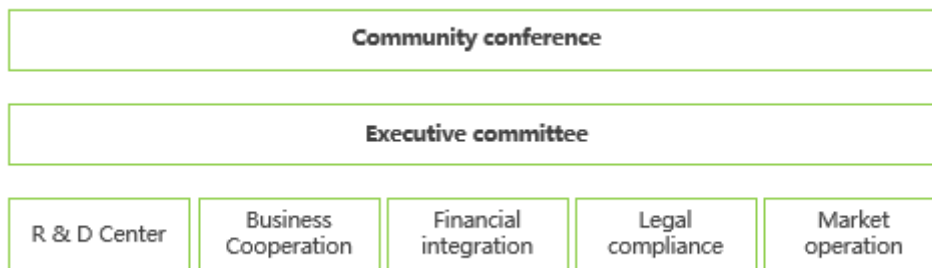 Community conference
Executive committee
R & D Center
Business
Cooperation
Financial
integration
Legal
compliance
Market
operation